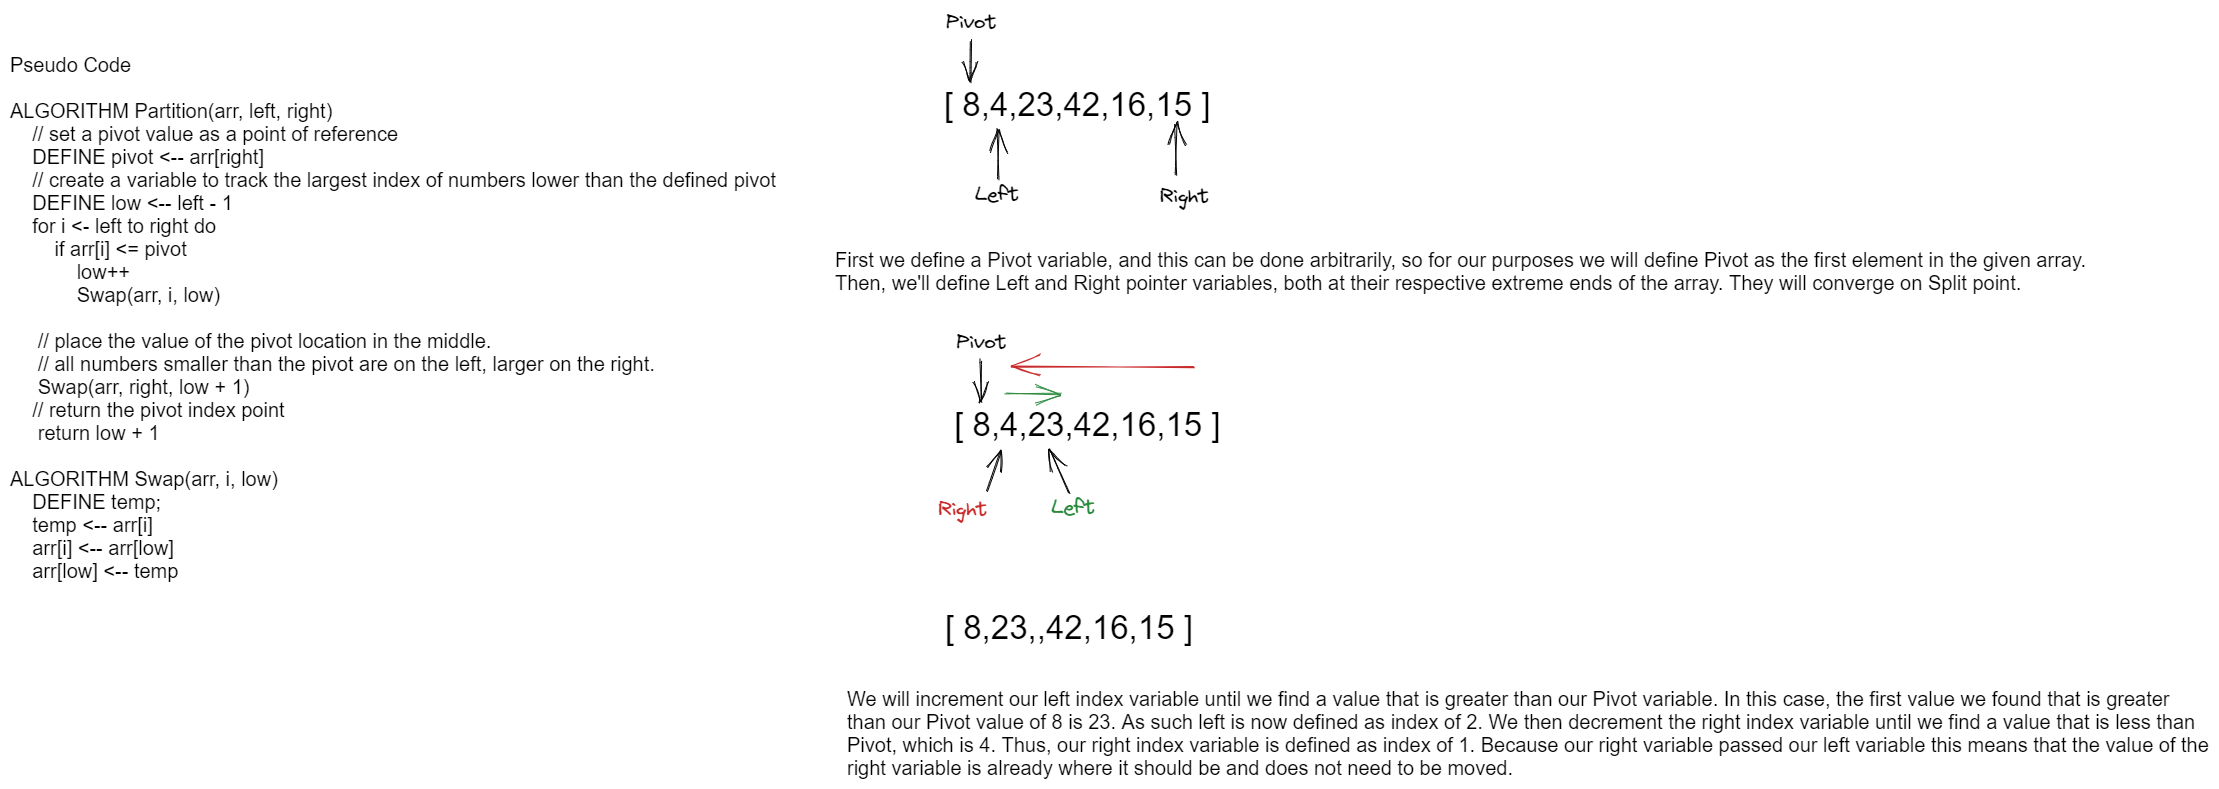 Pseudo Code
ALGORITHM Partition(arr, left, right)
// set a pivot value as a point of reference
DEFINE pivot <-- arr[right]
// create a variable to track the largest index of numbers lower than the defined pivot
DEFINE low <-- left - 1
for i <- left to right do
if arr[i] <= pivot
low++
Swap(arr, i, low)
// place the value of the pivot location in the middle.
// all numbers smaller than the pivot are on the left, larger on the right.
Swap(arr, right, low + 1)
// return the pivot index point
return low + 1
ALGORITHM Swap(arr, i, low)
DEFINE temp;
temp <-- arr[i]
arr[i] <-- arr[low]
arr[low] <-- temp
Pivot
[ 8,4,23,42,16,15 ]
Left Right
First we define a Pivot variable, and this can be done arbitrarily, so for our purposes we will define Pivot as the first element in the given array.
Then, we'll define Left and Right pointer variables, both at their respective extreme ends of the array. They will converge on Split point.
Pivot
[ 8,4,23,42,16,15 ]
Right Left
[ 8,23,,42,16,15 ]
We will increment our left index variable until we find a value that is greater than our Pivot variable. In this case, the first value we found that is greater
than our Pivot value of 8 is 23. As such left is now defined as index of 2. We then decrement the right index variable until we find a value that is less than
Pivot, which is 4. Thus, our right index variable is defined as index of 1. Because our right variable passed our left variable this means that the value of the
right variable is already where it should be and does not need to be moved.